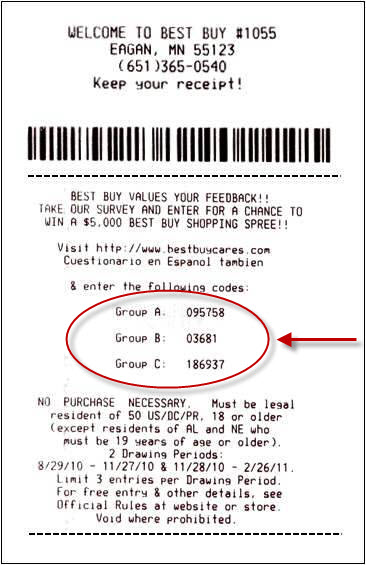 WELCOME TO BEST BUY #1055
EAGAN, MN 55123
(651)365-0540
Keep your receipt!
BEST BUY VALUES YOUR FEEDBACK!!
TAKE OUR SURVEY AND ENTER FOR A CHANCE TO
WIN A $5,000 BEST BUY SHOPPING SPREE!!
Visit http://www.bestbuycares.com
Cuestionario en Espanol tambien
& enter the following codes:
Group A: 095758
Group B: 03681
Group C: 186937
NO PURCHASE NECESSARY. Must be legal
resident of 50 US/DC/PR, 18 or older
(except residents of AL and NE who
must be 19 years of age or older).
2 Drawing Periods:
8/29/10 - 11/27/10 & 11/28/10 - 2/26/11.
Limit 3 entries per Drawing Period.
For free entry & other details, see
Official Rules at website or store.
Void where prohibited.